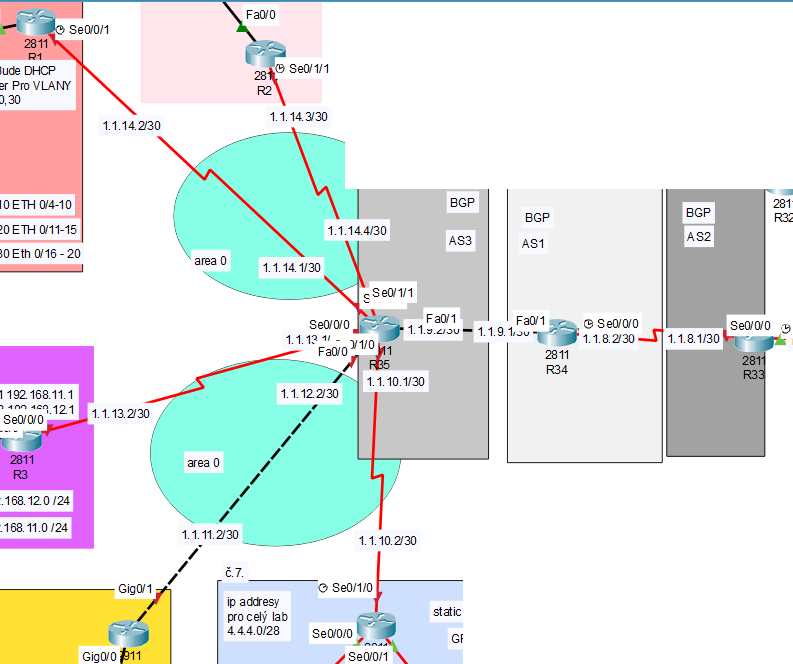 Fa0/0
Se0/0/1
2811
R1
Se0/1/1
R2
Bude DHCP
er Pro VLANY
0,30
1.1.14.3/30
1.1.14.2/30
2811
R32
10 ETH 0/4-10
20 ETH 0/11-15
30 Eth 0/16 - 20
BGP
AS3
BGP
AS1
BGP
AS2
1.1.14.4/30
area 0
1.1.14.1/30
Se0/1/1
Se0/0/0
Fa0/1
1.1.9.2/30
1.1.9.1/30
Fa0/1
Se0/0/0
1.1.8.2/30
1.1.8.1/30
Se0/0/0
Fa0/0
R35
2811
R34
2811
R33
1.1.10.1/30
1.1.12.2/30
1 192.168.11.1
Se0/0/0
1.1.13.2/30
2811
R3
area 0
.168.12.0 /24
.168.11.0 /24
1.1.11.2/30
1.1.10.2/30
č.7.
Gig0/1
Se0/1/0
ip addresy
pro celý lab
4.4.4.0/28
static
Se0/0/0
Gig0/0
Se0/0/1